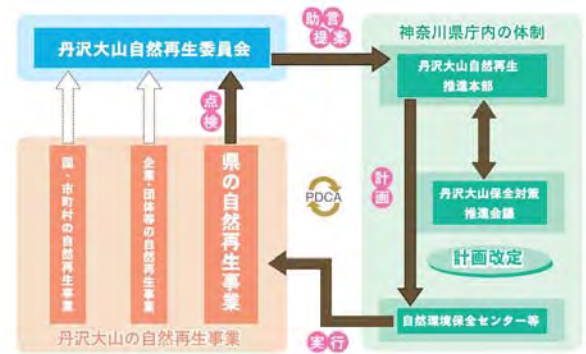 丹沢大山自然再生委員会
助言
提案
神奈川県庁内の体制
丹沢大山自然再生
推進本部
点検
国・市町村の自然再生事業
企業・団体等の自然再生事業
県の自然再生事業
PDCA
計画
丹沢大山保全対策
推進会議
計画改定
自然環境保全センター等
実行
丹沢大山の自然再生事業